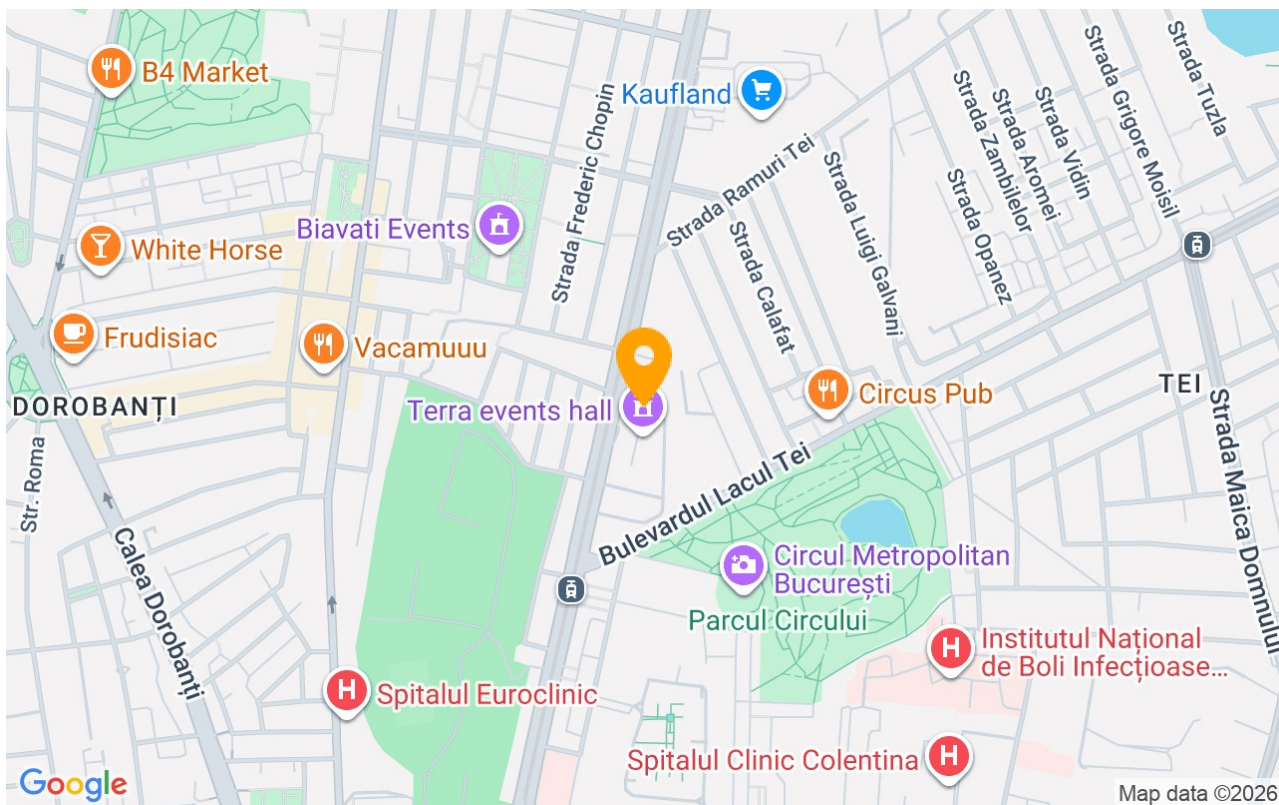 B4 Market
Kaufland
Strada Frederic Chopin
Strada Ramuri Tei
Strada Grigore Moisil
Strada Tuzla
Strada Vidin
Strada Aromei
Strada Zambilelor
Strada Opanez
Strada Luigi Galvani
Strada Calafat
Biavati Events
White Horse
Frudisiac
Vacamuuu
DOROBANȚI
Terra events hall
Circus Pub
TEI
Str. Roma
Calea Dorobanți
Bulevardul Lacul Tei
Strada Maica Domnului
Circul Metropolitan
București
Parcul Circului
Institutul Național
de Boli Infecțioase...
H
Spitalul Euroclinic
H
Spitalul Clinic Colentina
H
Google
Map data ©2026